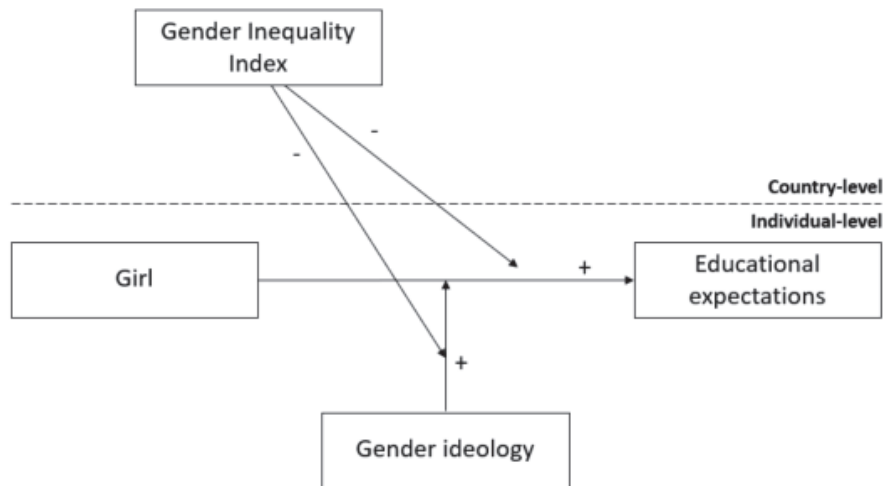 Gender Inequality
Index
-
-
Country-level
Individual-level
Girl
+
Educational
expectations
+
Gender ideology